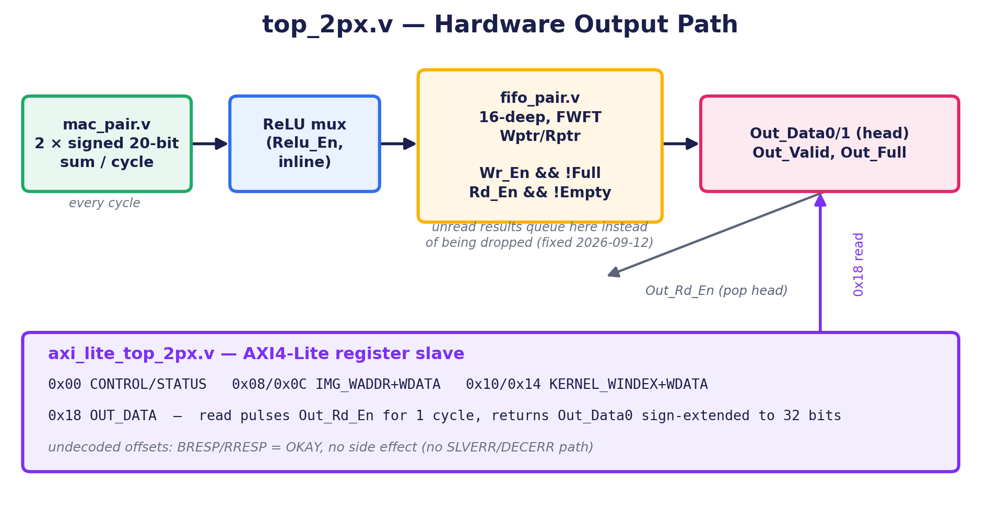 top_2px.v — Hardware Output Path
mac_pair.v
2 × signed 20-bit
sum / cycle
every cycle
ReLU mux
(Relu_En,
inline)
fifo_pair.v
16-deep, FWFT
Wptr/Rptr
Wr_En && !Full
Rd_En && !Empty
unread results queue here instead
of being dropped (fixed 2026-09-12)
Out_Data0/1 (head)
Out_Valid, Out_Full
Out_Rd_En (pop head)
0x18 read
axi_lite_top_2px.v — AXI4-Lite register slave
0x00 CONTROL/STATUS   0x08/0x0C IMG_WADDR+WDATA   0x10/0x14 KERNEL_WINDEX+WDATA
0x18 OUT_DATA  —  read pulses Out_Rd_En for 1 cycle, returns Out_Data0 sign-extended to 32 bits
undecoded offsets: BRESP/RRESP = OKAY, no side effect (no SLVERR/DECERR path)